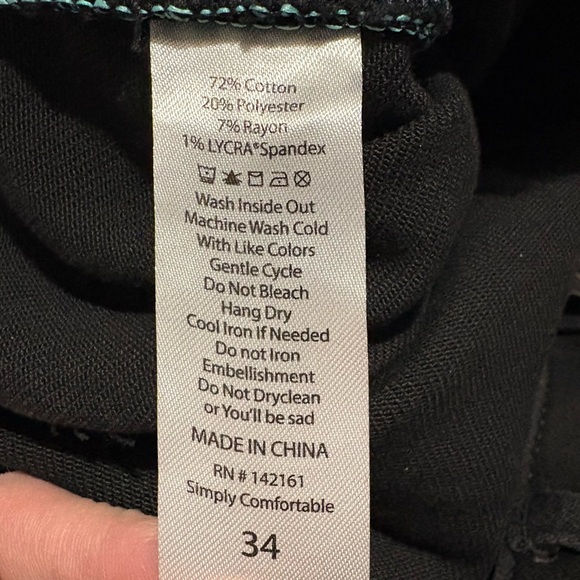 72% Cotton
20% Polyester
7% Rayon
1% LYCRA®Spandex
Wash Inside Out
Machine Wash Cold
With Like Colors
Gentle Cycle
Do Not Bleach
Hang Dry
Cool Iron If Needed
Do not Iron
Embellishment
Do Not Dryclean
or You'll be sad
MADE IN CHINA
RN # 142161
Simply Comfortable
34